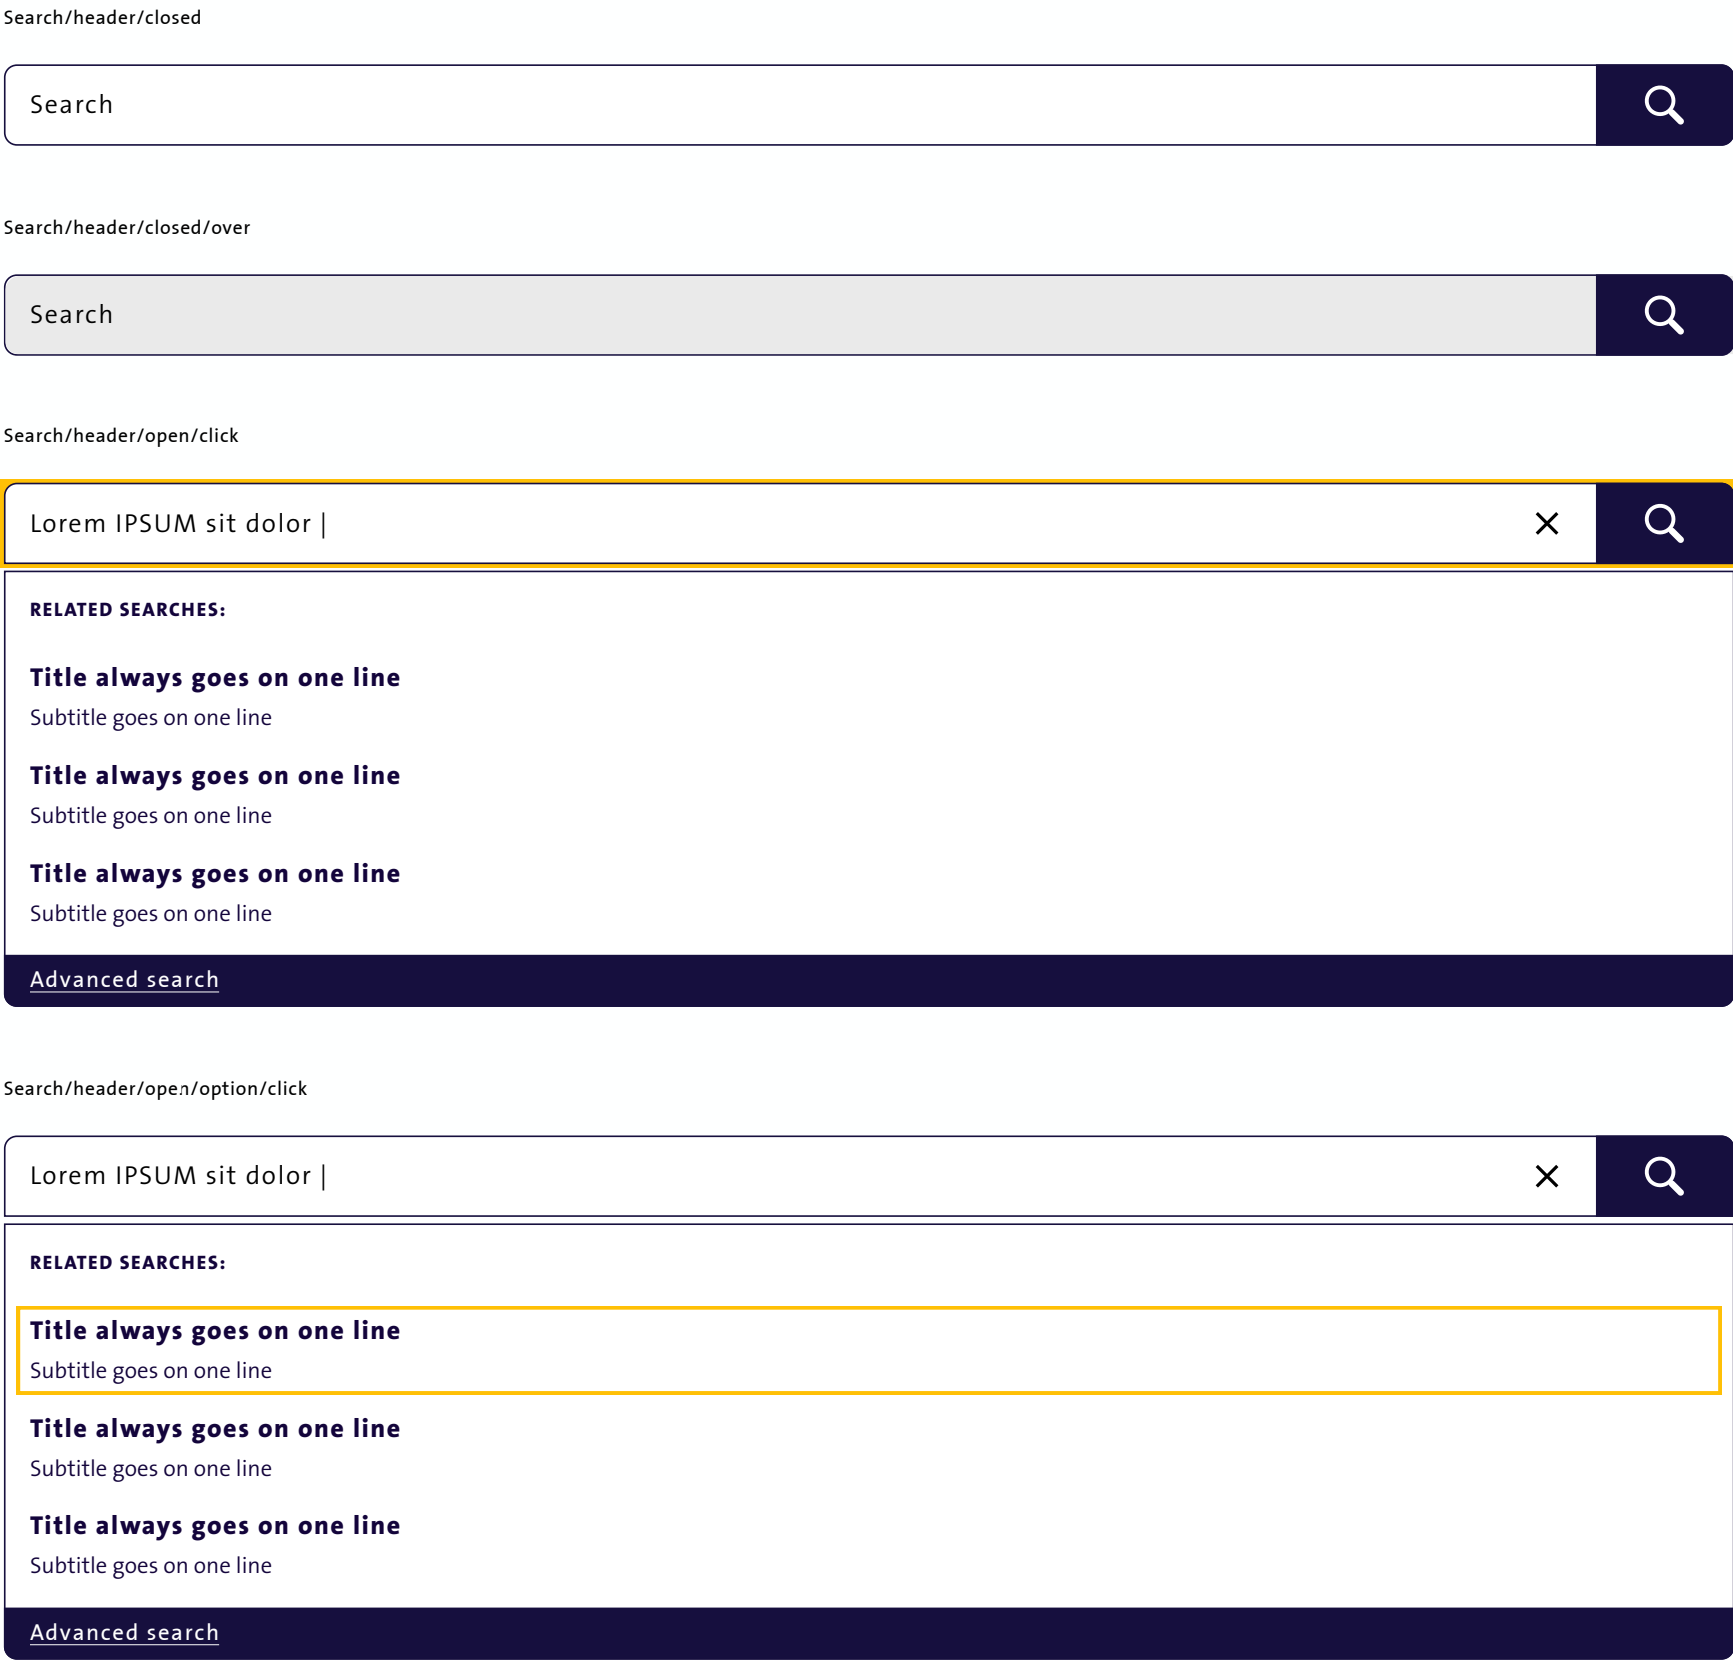 Search/header/closed
Search
Search/header/closed/over
Search
Search/header/open/click
Lorem IPSUM sit dolor |
RELATED SEARCHES:
Title always goes on one line
Subtitle goes on one line
Title always goes on one line
Subtitle goes on one line
Title always goes on one line
Subtitle goes on one line
Advanced search
Search/header/open/option/click
Lorem IPSUM sit dolor |
RELATED SEARCHES:
Title always goes on one line
Subtitle goes on one line
Title always goes on one line
Subtitle goes on one line
Title always goes on one line
Subtitle goes on one line
Advanced search